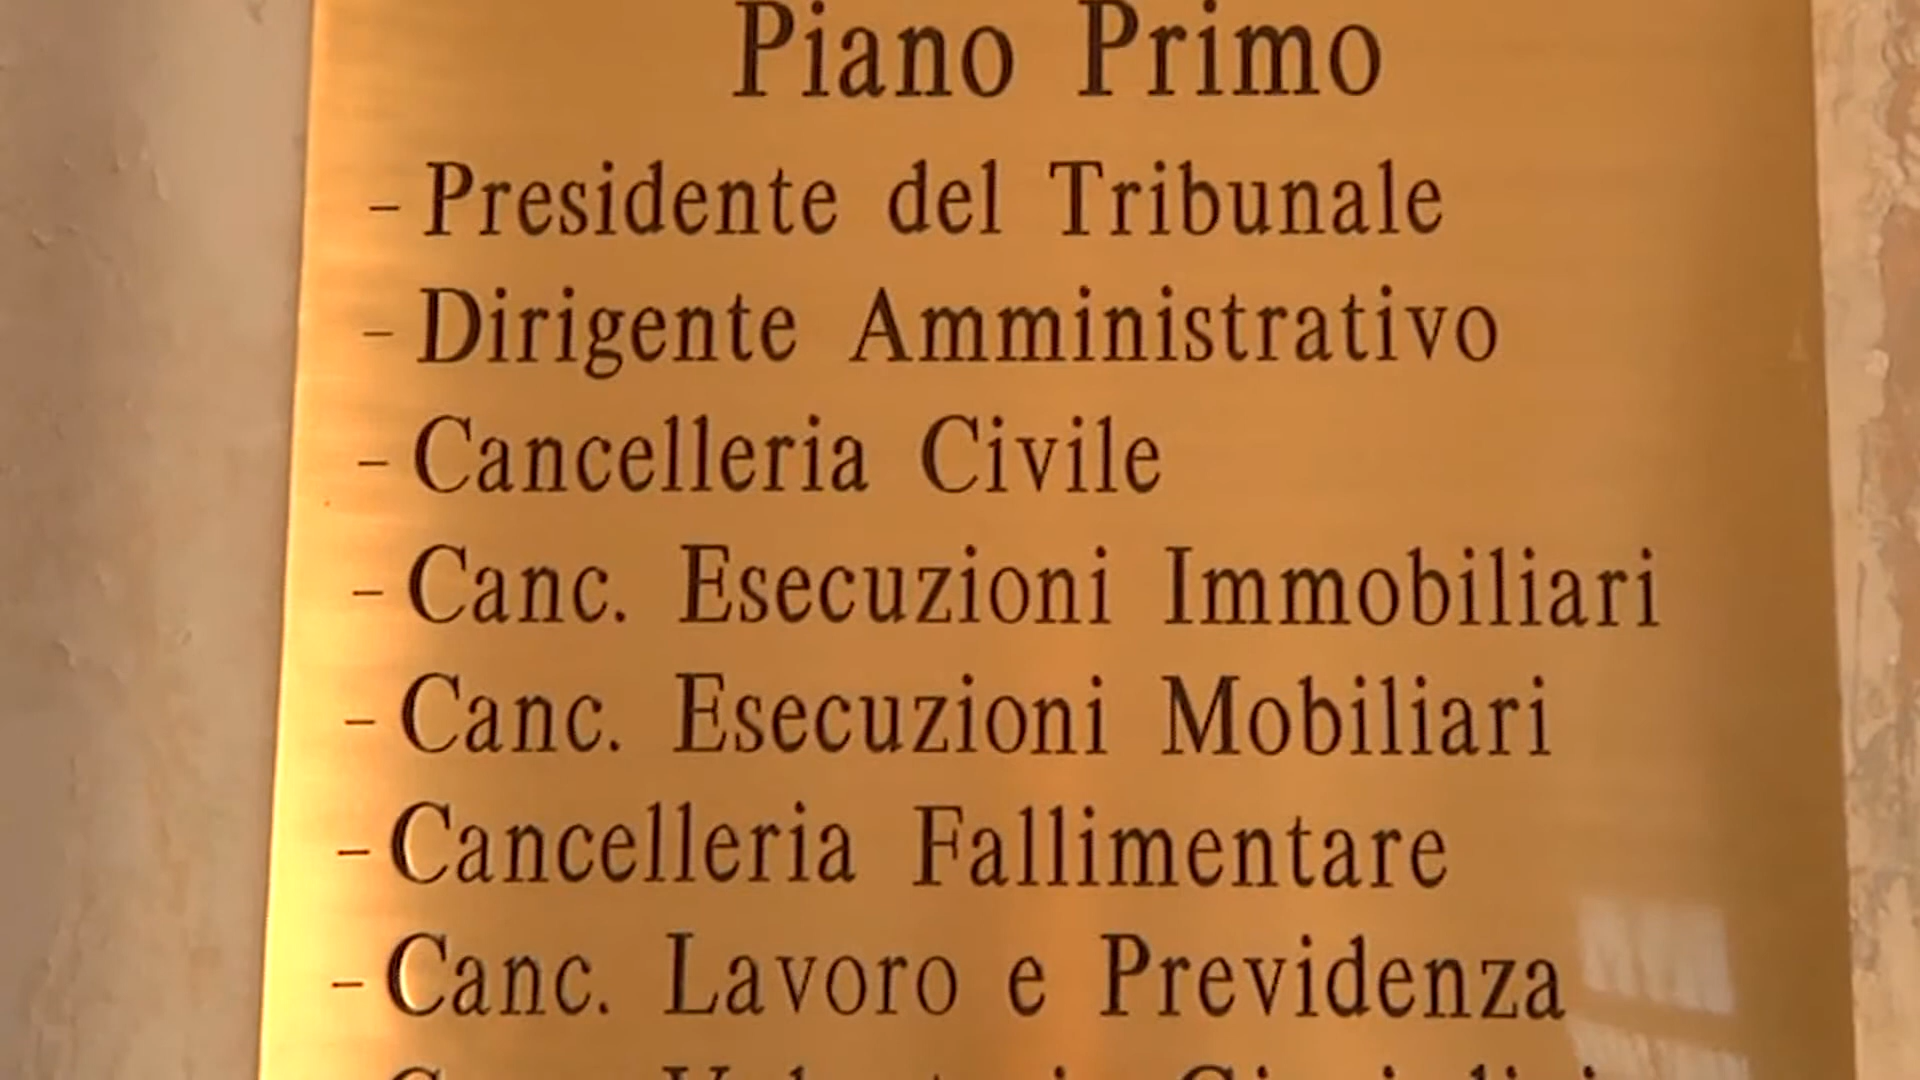 Piano Primo
- Presidente del Tribunale
- Dirigente Amministrativo
- Cancelleria Civile
- Canc. Esecuzioni Immobiliari
- Canc. Esecuzioni Mobiliari
- Cancelleria Fallimentare
- Canc. Lavoro e Previdenza